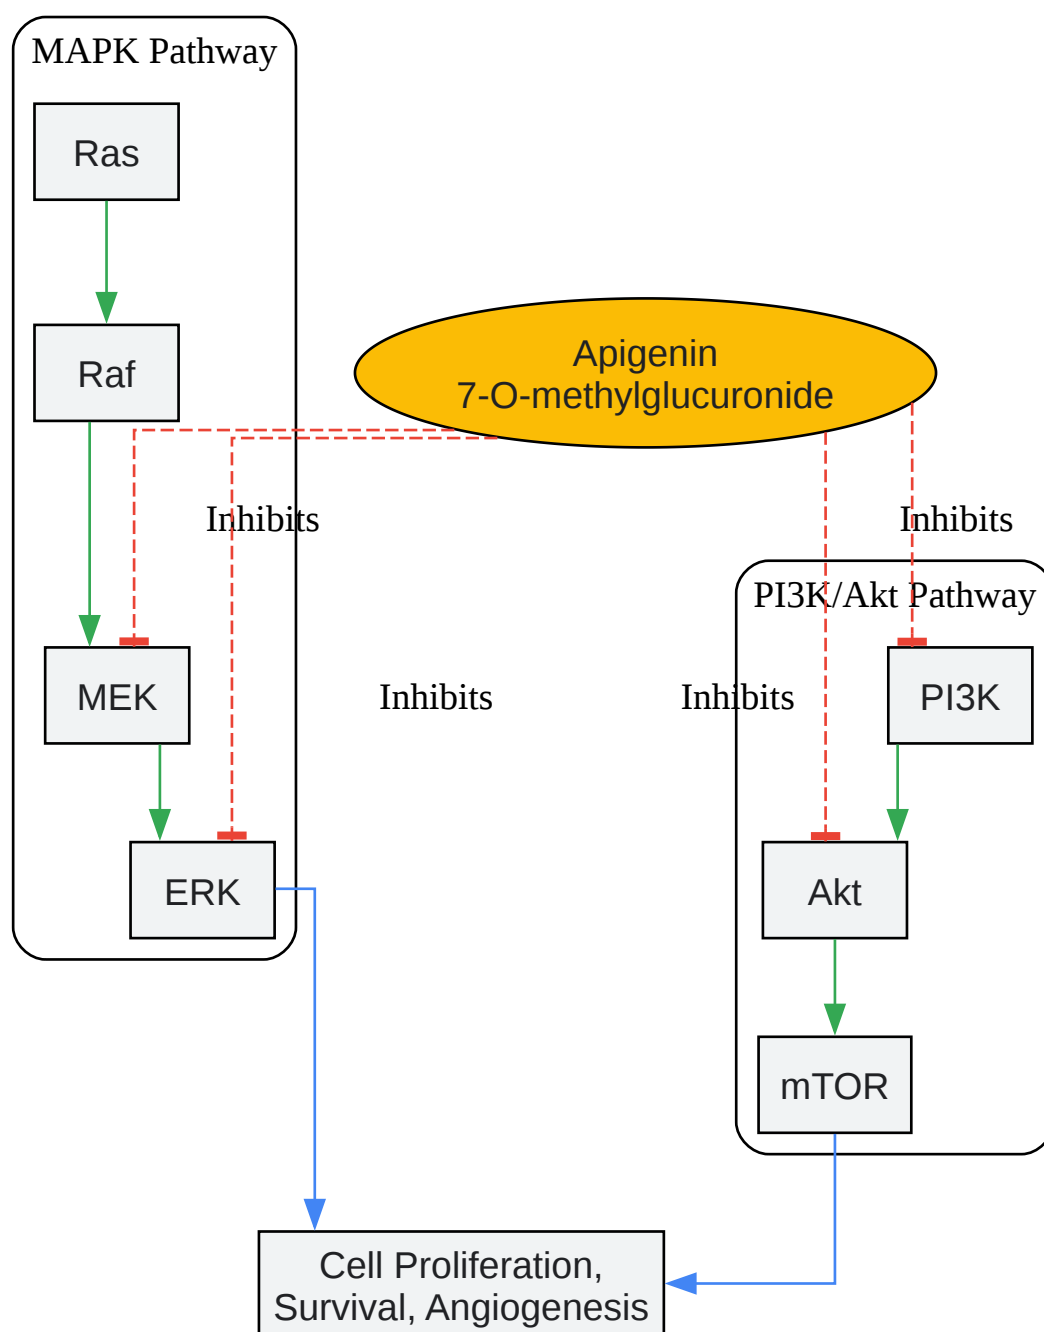 MAPK Pathway
Ras
Raf
Apigenin
7-O-methylglucuronide
Inhibits
Inhibits
PI3K/Akt Pathway
MEK
Inhibits
Inhibits
PI3K
ERK
Akt
mTOR
Cell Proliferation,
Survival, Angiogenesis